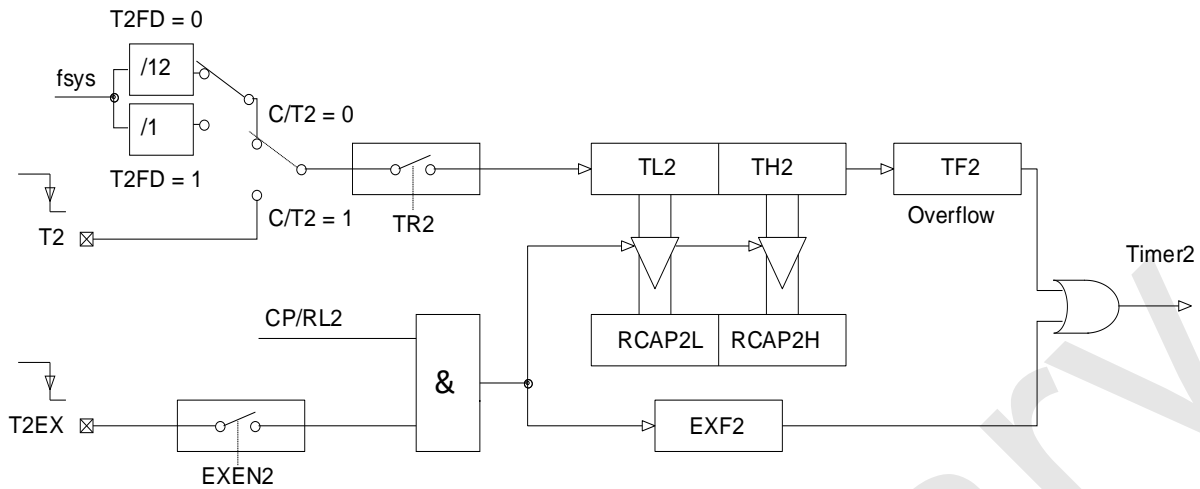 T2FD = 0
/12
fsys
C/T2 = 0
/1
T2FD = 1
TL2
TH2
TF2
C/T2 = 1
TR2
Overflow
T2
Timer2
CP/RL2
RCAP2L
RCAP2H
&
T2EX
EXF2
EXEN2